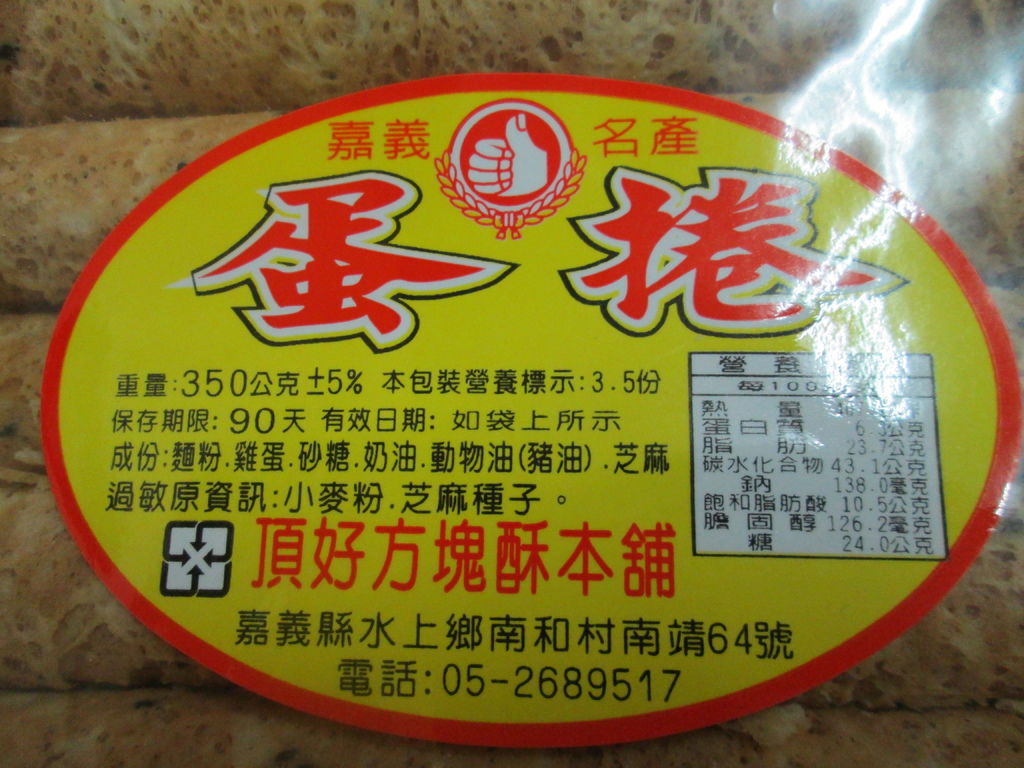 嘉義 名產
蛋捲
重量:350公克±5% 本包裝營養標示:3.5份
保存期限: 90天 有效日期: 如袋上所示
成份:麵粉.雞蛋.砂糖.奶油.動物油(豬油).芝麻
過敏原資訊:小麥粉.芝麻種子。
頂好方塊酥本舖
嘉義縣水上鄉南和村南靖64號
電話:05-2689517
營養
每100
熱量
蛋白質 公克
脂肪 23.7公克
碳水化合物 43.1公克
鈉 138.0毫克
飽和脂肪酸 10.5公克
膽固醇 126.2毫克
糖 24.0公克